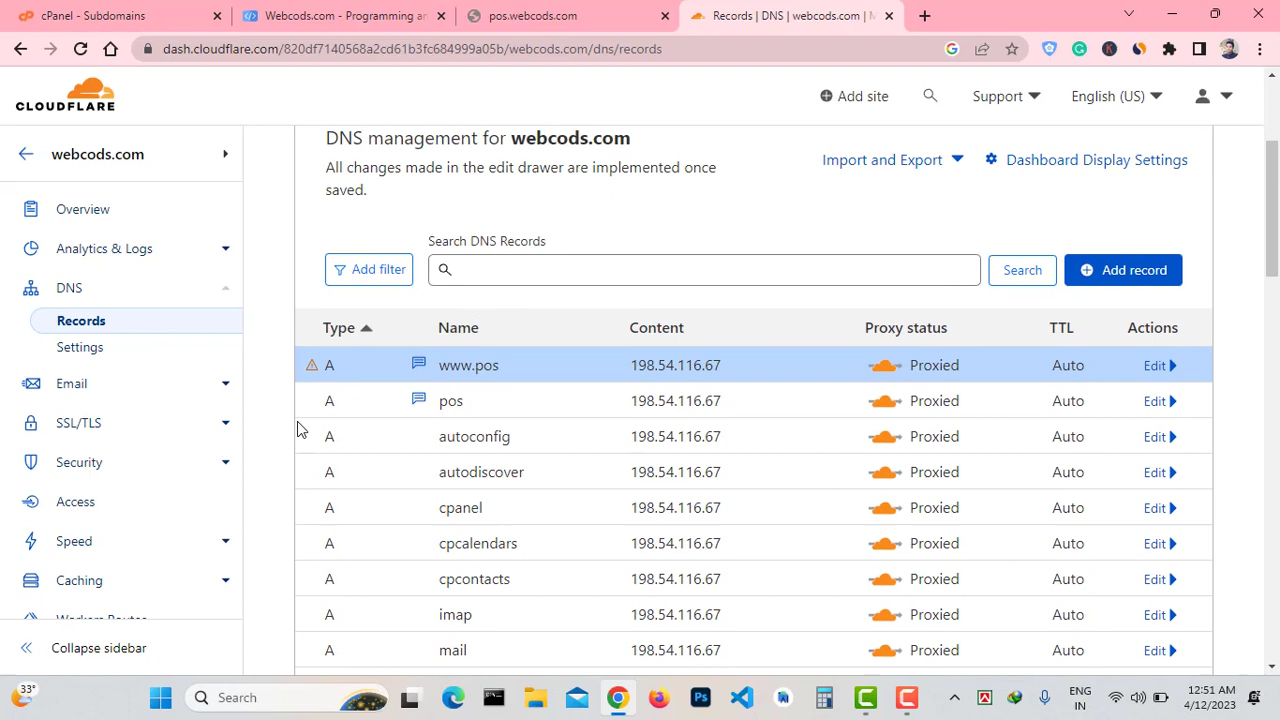 cPanel - Subdomains
Webcods.com - Programming ar
pos.webcods.com
Records | DNS | webcods.com | M
dash.cloudflare.com/820df7140568a2cd61b3fc684999a05b/webcods.com/dns/records
CLOUDFLARE
Add site
Support
English (US)
webcods.com
Overview
Analytics & Logs
DNS
Records
Settings
Email
SSL/TLS
Security
Access
Speed
Caching
Workers Routes
Collapse sidebar
DNS management for webcods.com
All changes made in the edit drawer are implemented once
saved.
Import and Export
Dashboard Display Settings
Search DNS Records
Add filter
Search
Add record
Type Name Content Proxy status TTL Actions
A www.pos 198.54.116.67 Proxied Auto Edit
A pos 198.54.116.67 Proxied Auto Edit
A autoconfig 198.54.116.67 Proxied Auto Edit
A autodiscover 198.54.116.67 Proxied Auto Edit
A cpanel 198.54.116.67 Proxied Auto Edit
A cpcalendars 198.54.116.67 Proxied Auto Edit
A cpcontacts 198.54.116.67 Proxied Auto Edit
A imap 198.54.116.67 Proxied Auto Edit
A mail 198.54.116.67 Proxied Auto Edit
33°
Search
Ps
ENG
IN
12:51 AM
4/12/2023